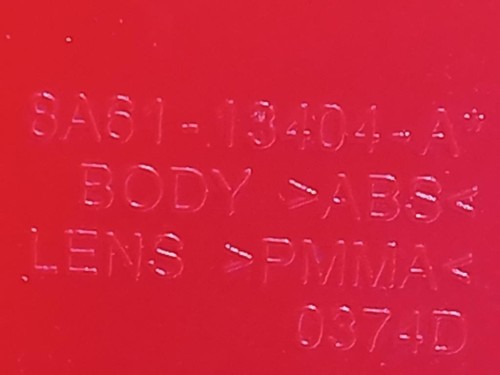 8A61-13404-A*
BODY >ABS<
LENS >PMMA<
0374D